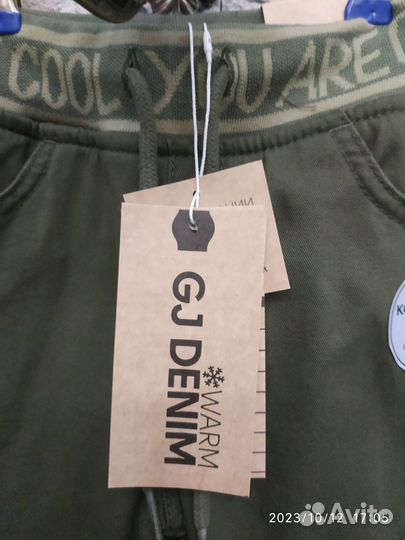 COOL YOU ARE
GJ DENIM
WARM
2023/10/12 17:05
Avito